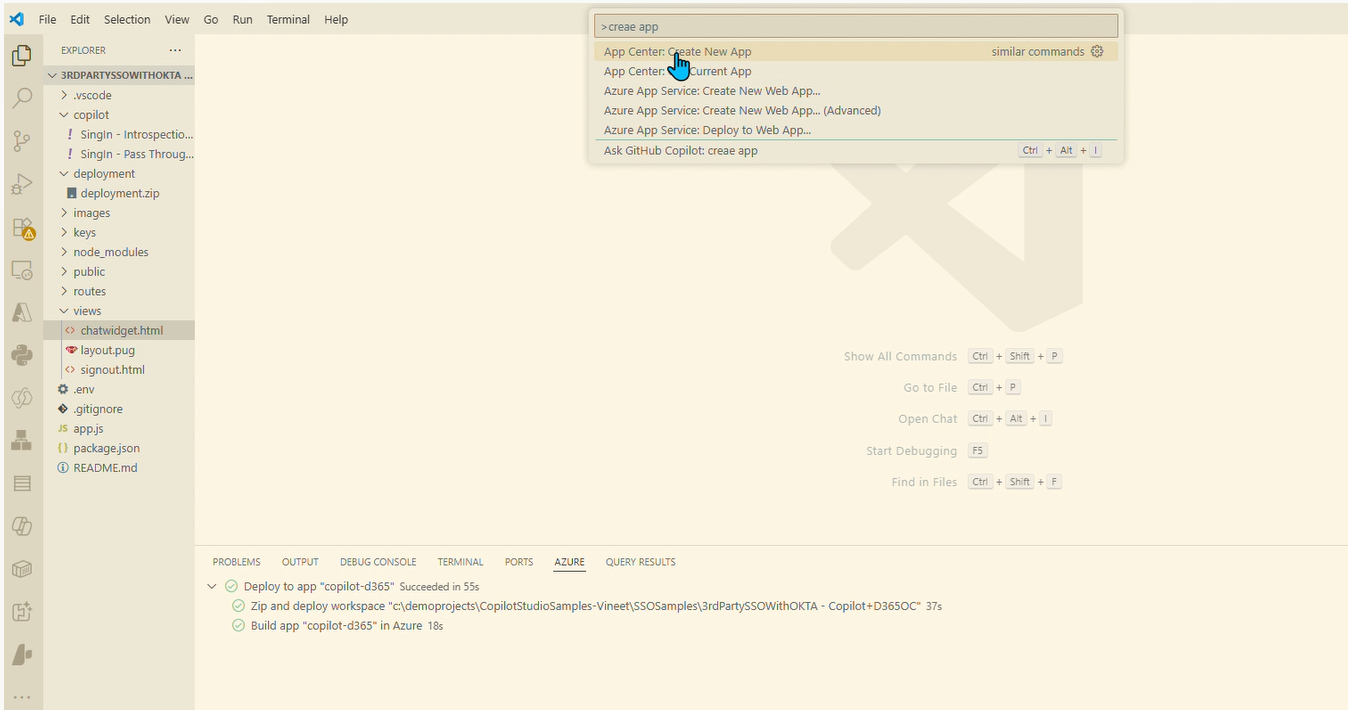 File Edit Selection View Go Run Terminal Help
>creae app
App Center: Create New App similar commands
App Center: Current App
Azure App Service: Create New Web App...
Azure App Service: Create New Web App... (Advanced)
Azure App Service: Deploy to Web App...
Ask GitHub Copilot: creae app Ctrl + Alt + I
EXPLORER ...
3RDPARTYSSOWITHOKTA ...
.vscode
copilot
! SingIn - Introspectio...
! SingIn - Pass Throug...
deployment
deployment.zip
images
keys
node_modules
public
routes
views
<> chatwidget.html
layout.pug
<> signout.html
.env
.gitignore
JS app.js
{} package.json
README.md
Show All Commands Ctrl + Shift + P
Go to File Ctrl + P
Open Chat Ctrl + Alt + I
Start Debugging F5
Find in Files Ctrl + Shift + F
PROBLEMS OUTPUT DEBUG CONSOLE TERMINAL PORTS AZURE QUERY RESULTS
Deploy to app "copilot-d365" Succeeded in 55s
Zip and deploy workspace "c:\demoprojects\CopilotStudioSamples-Vineet\SSOSamples\3rdPartySSOWithOKTA - Copilot+D365OC" 37s
Build app "copilot-d365" in Azure 18s